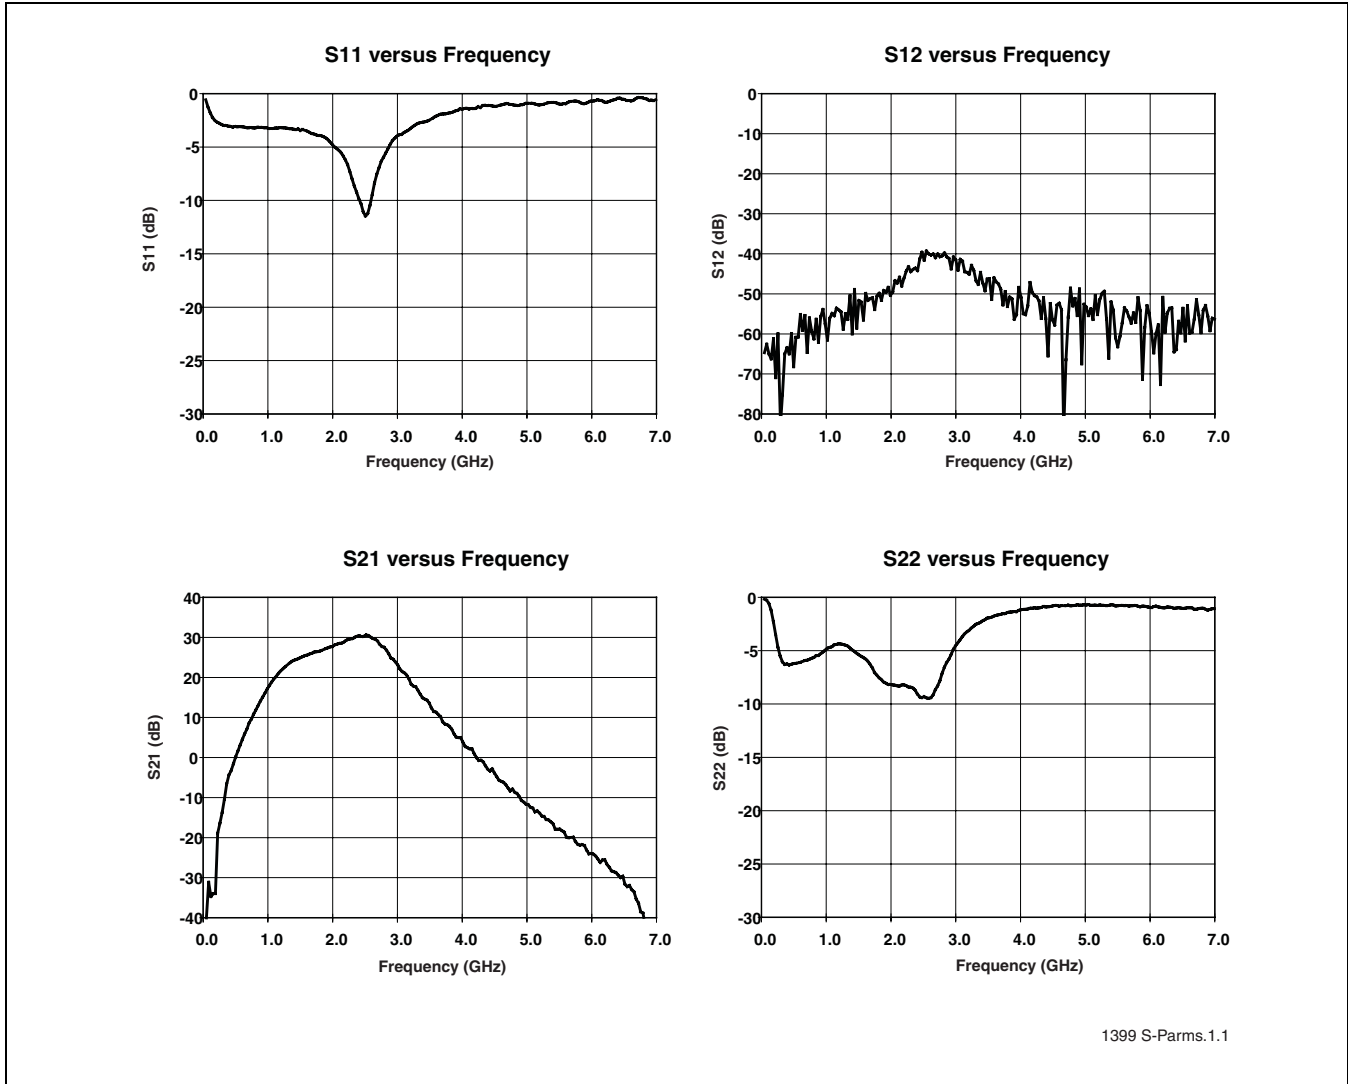 S11 versus Frequency
0
-5
-10
-15
-20
-25
-30
S11 (dB)
0.0 1.0 2.0 3.0 4.0 5.0 6.0 7.0
Frequency (GHz)
S12 versus Frequency
0
-10
-20
-30
-40
-50
-60
-70
-80
S12 (dB)
0.0 1.0 2.0 3.0 4.0 5.0 6.0 7.0
Frequency (GHz)
S21 versus Frequency
40
30
20
10
0
-10
-20
-30
-40
S21 (dB)
0.0 1.0 2.0 3.0 4.0 5.0 6.0 7.0
Frequency (GHz)
S22 versus Frequency
0
-5
-10
-15
-20
-25
-30
S22 (dB)
0.0 1.0 2.0 3.0 4.0 5.0 6.0 7.0
Frequency (GHz)
1399 S-Parms.1.1